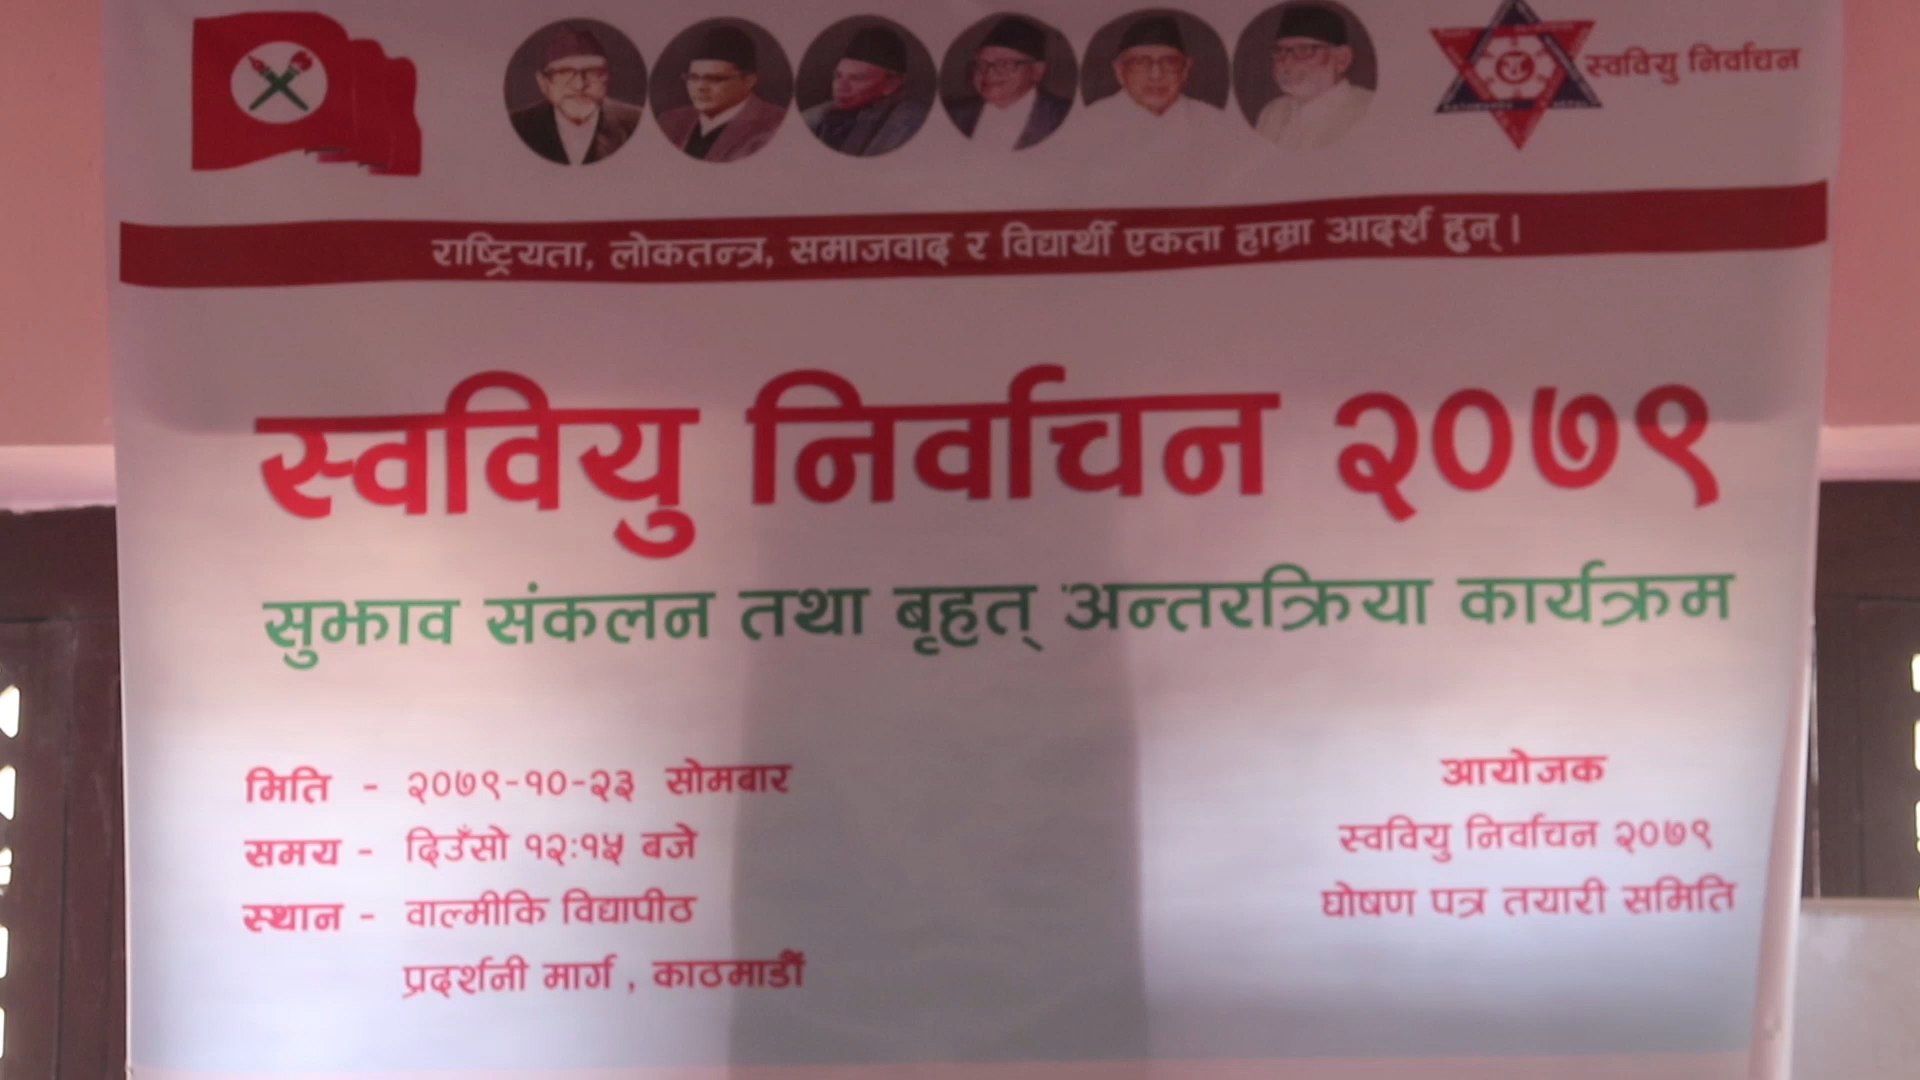 स्ववियु निर्वाचन
राष्ट्रियता, लोकतन्त्र, समाजवाद र विद्यार्थी एकता हाम्रा आदर्श हुन् ।
स्ववियु निर्वाचन २०७९
सुझाव संकलन तथा बृहत् अन्तरक्रिया कार्यक्रम
मिति - २०७९-१०-२३ सोमबार
समय - दिउँसो १२:१५ बजे
स्थान - वाल्मीकि विद्यापीठ
प्रदर्शनी मार्ग , काठमाडौँ
आयोजक
स्ववियु निर्वाचन २०७९
घोषण पत्र तयारी समिति